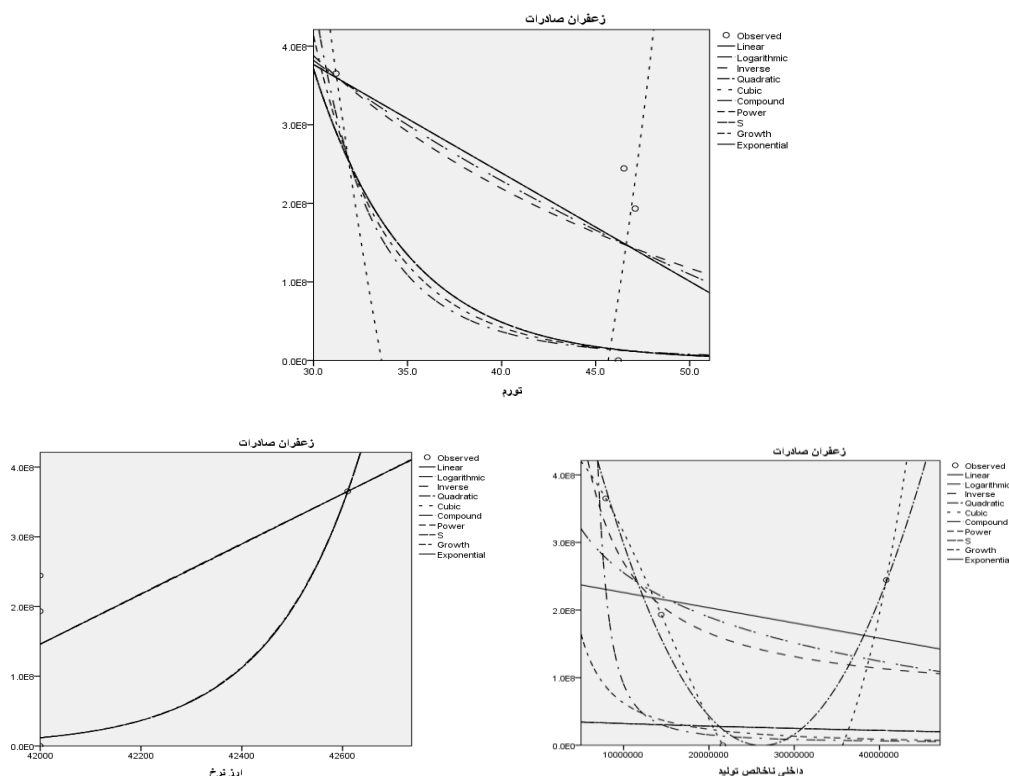 زعفران صادرات
4.0E8
3.0E8
2.0E8
1.0E8
0.0E0
30.0 35.0 40.0 45.0 50.0
تورم
Observed
Linear
Logarithmic
Inverse
Quadratic
Cubic
Compound
Power
S
Growth
Exponential
زعفران صادرات
4.0E8
3.0E8
2.0E8
1.0E8
0.0E0
42000 42200 42400 42600
ارز نرخ
Observed
Linear
Logarithmic
Inverse
Quadratic
Cubic
Compound
Power
S
Growth
Exponential
زعفران صادرات
4.0E8
3.0E8
2.0E8
1.0E8
0.0E0
10000000 20000000 30000000 40000000
داخلی ناخالص تولید
Observed
Linear
Logarithmic
Inverse
Quadratic
Cubic
Compound
Power
S
Growth
Exponential